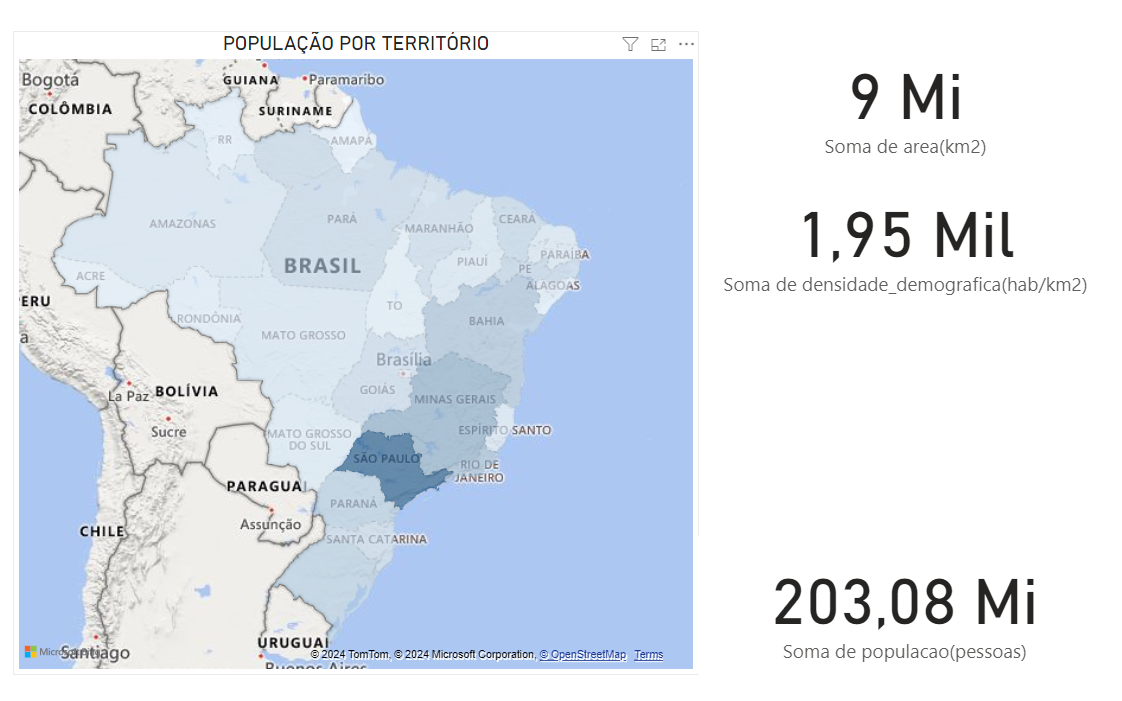 POPULAÇÃO POR TERRITÓRIO
Bogotá
COLÔMBIA
GUIANA
Paramaribo
SURINAME
RR
AMAPÁ
AMAZONAS
PARÁ
MARANHÃO
CEARÁ
BRASIL
PIAUÍ
PARAÍBA
ACRE
PE
ALAGOAS
ERU
TO
RONDÔNIA
MATO GROSSO
BAHIA
a
Brasília
La Paz
BOLÍVIA
GOIÁS
MINAS GERAIS
Sucre
MATO GROSSO
DO SUL
ESPÍRITO SANTO
SÃO PAULO
RIO DE
JANEIRO
PARAGUAI
PARANÁ
Assunção
CHILE
SANTA CATARINA
URUGUAI
Santiago
© 2024 TomTom, © 2024 Microsoft Corporation, © OpenStreetMap Terms
Buenos Aires
9 Mi
Soma de area(km2)
1,95 Mil
Soma de densidade_demografica(hab/km2)
203,08 Mi
Soma de populacao(pessoas)